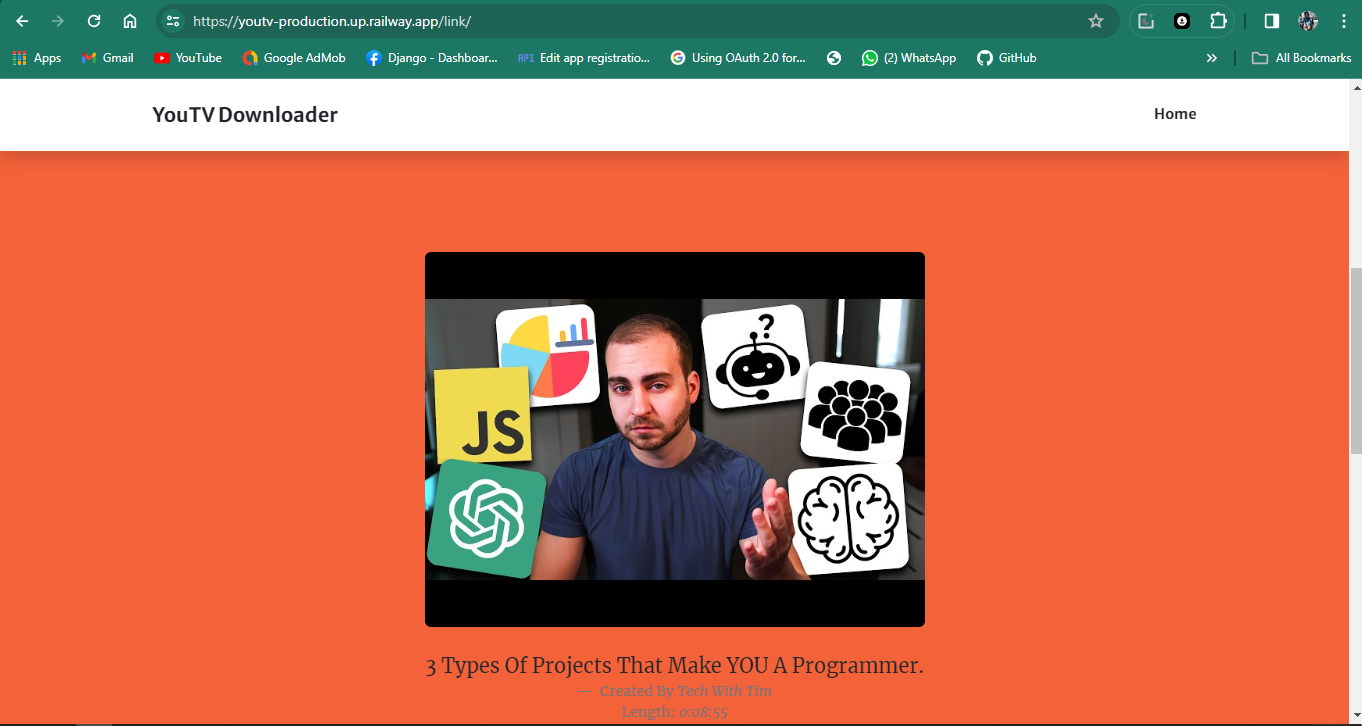 https://youtv-production.up.railway.app/link/
Apps Gmail YouTube Google AdMob Django - Dashboar... API Edit app registratio... Using OAuth 2.0 for... (2) WhatsApp GitHub » All Bookmarks
YouTV Downloader Home
?
JS
3 Types Of Projects That Make YOU A Programmer.
— Created By Tech With Tim
Length: 0:08:55